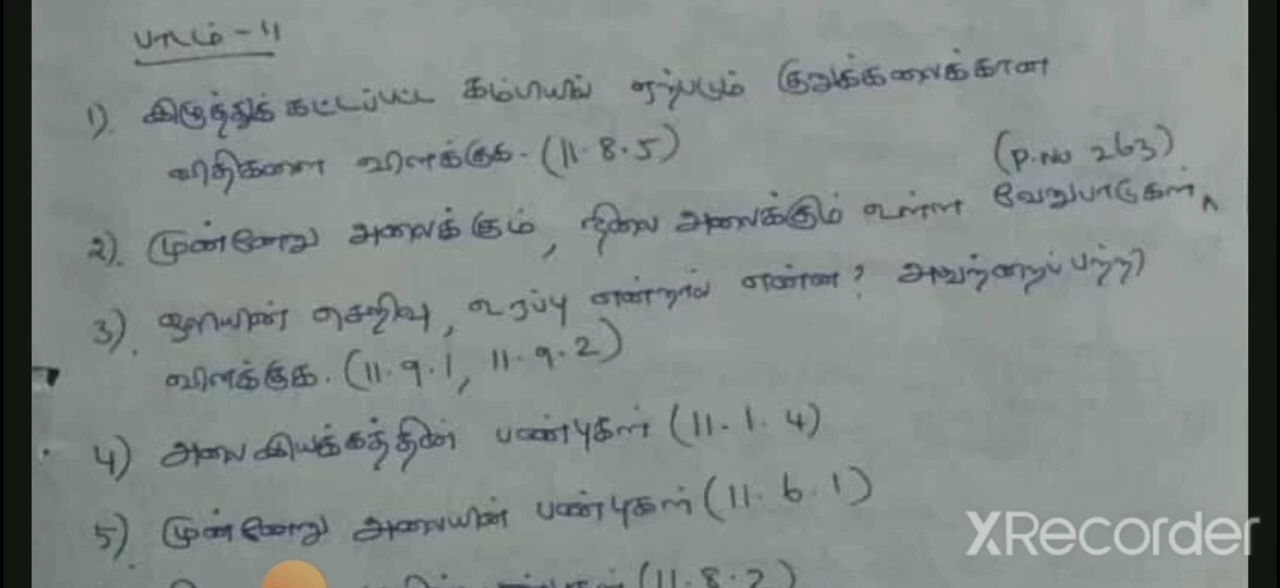 பாடம் - 11
1). இழுத்துக் கட்டப்பட்ட கம்பியில் ஏற்படும் குறுக்கலைக்கான
விதிகளை விளக்குக. (11.8.5)
(P.No 263)
2). முன்னேறு அலைக்கும், நிலை அலைக்கும் உள்ள வேறுபாடுகள்
3). ஒலியின் செறிவு, உரப்பு என்றால் என்ன? அவற்றைப் பற்றி
விளக்குக. (11.9.1, 11.9.2)
4) அலை இயக்கத்தின் பண்புகள் (11.1.4)
5). முன்னேறு அலையின் பண்புகள் (11.6.1)
(11.8.2)
XRecorder